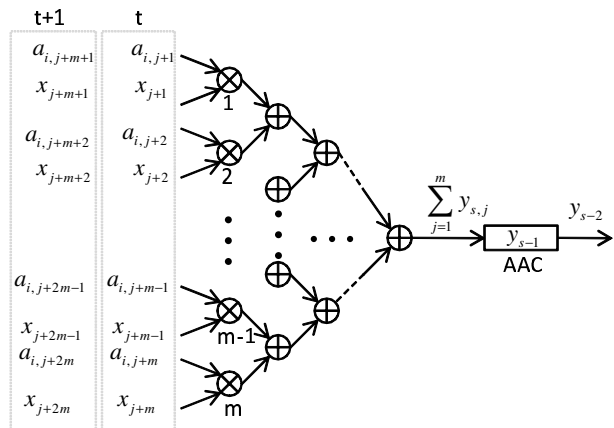 t+1 t
a_{i,j+m+1} a_{i,j+1}
x_{j+m+1} x_{j+1}
1
a_{i,j+m+2} a_{i,j+2}
x_{j+m+2} x_{j+2}
2
\sum_{j=1}^{m} y_{s,j}
y_{s-1}
y_{s-2}
AAC
a_{i,j+2m-1} a_{i,j+m-1}
x_{j+2m-1} x_{j+m-1}
m-1
a_{i,j+2m} a_{i,j+m}
x_{j+2m} x_{j+m}
m